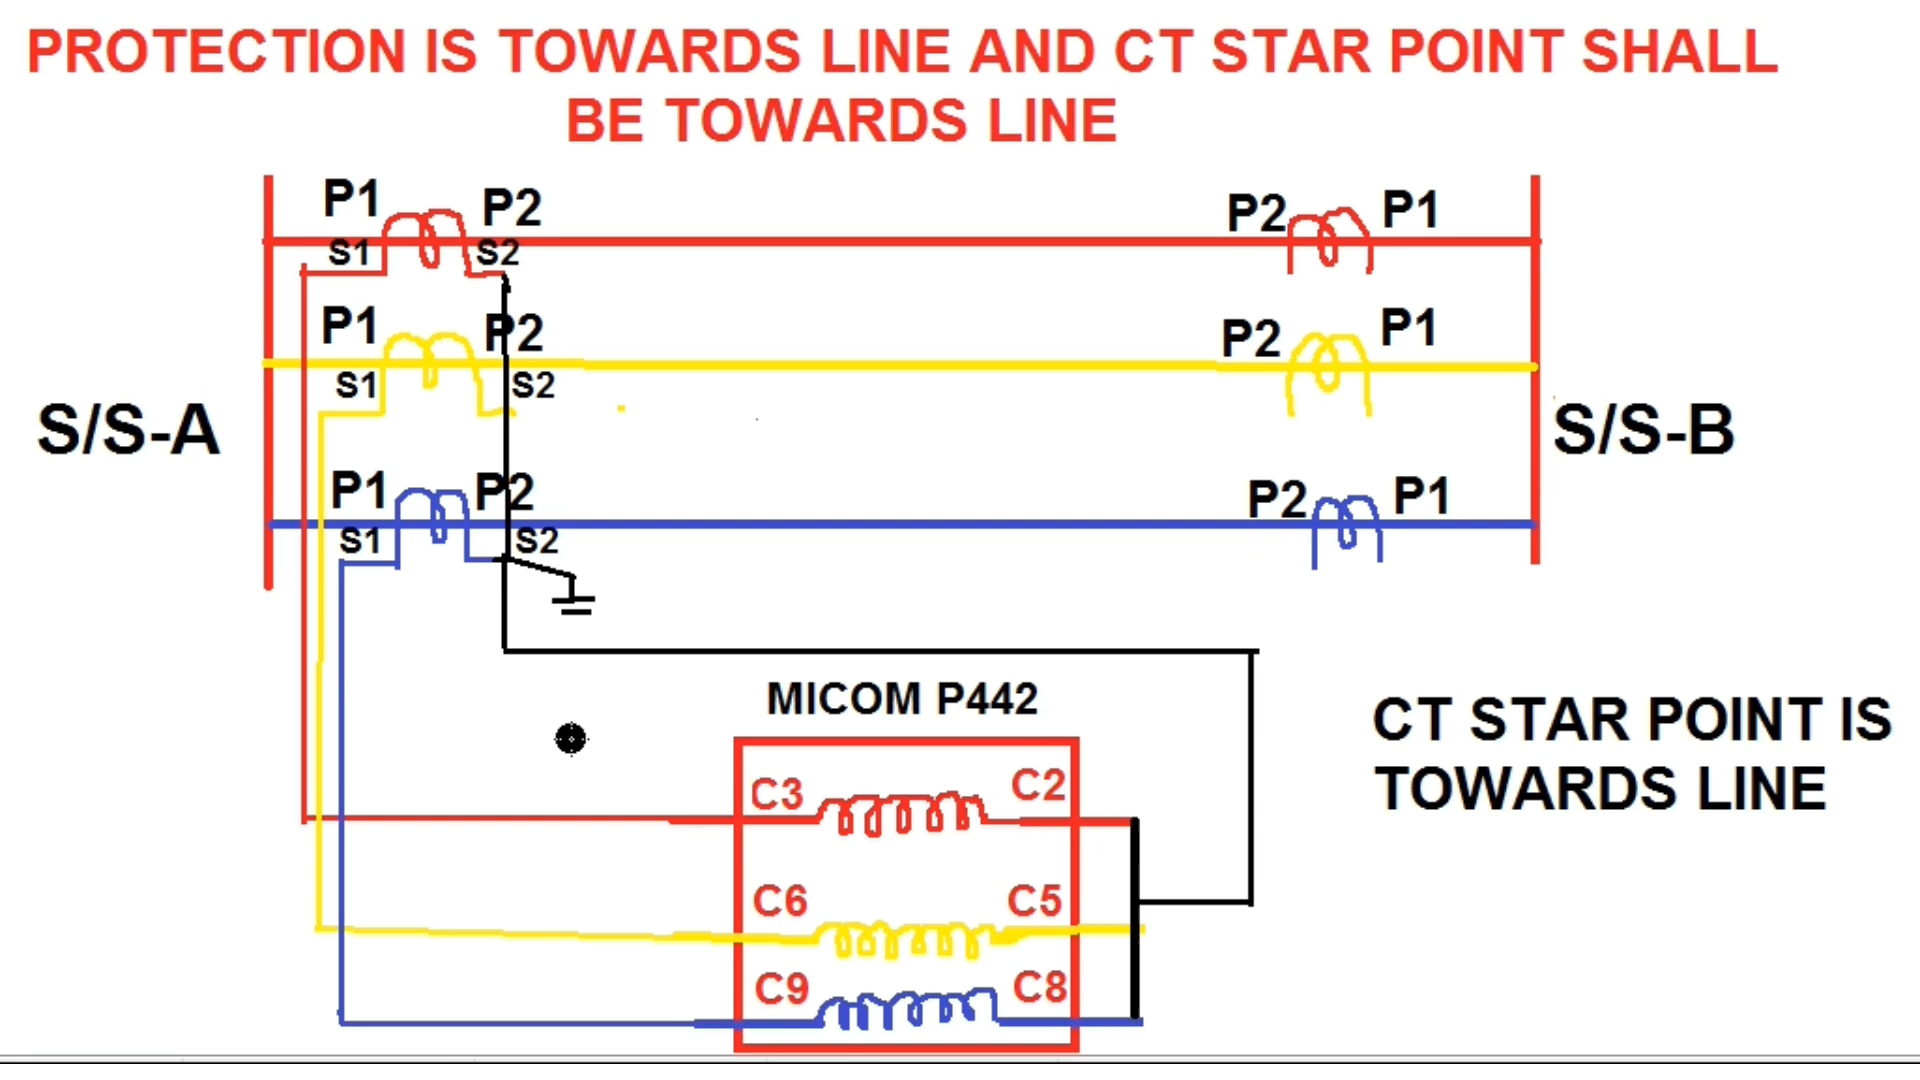 PROTECTION IS TOWARDS LINE AND CT STAR POINT SHALL
BE TOWARDS LINE
P1 P2 P2 P1
S1 S2
P1 P2 P2 P1
S1 S2
S/S-A S/S-B
P1 P2 P2 P1
S1 S2
MICOM P442
CT STAR POINT IS
TOWARDS LINE
C3 C2
C6 C5
C9 C8